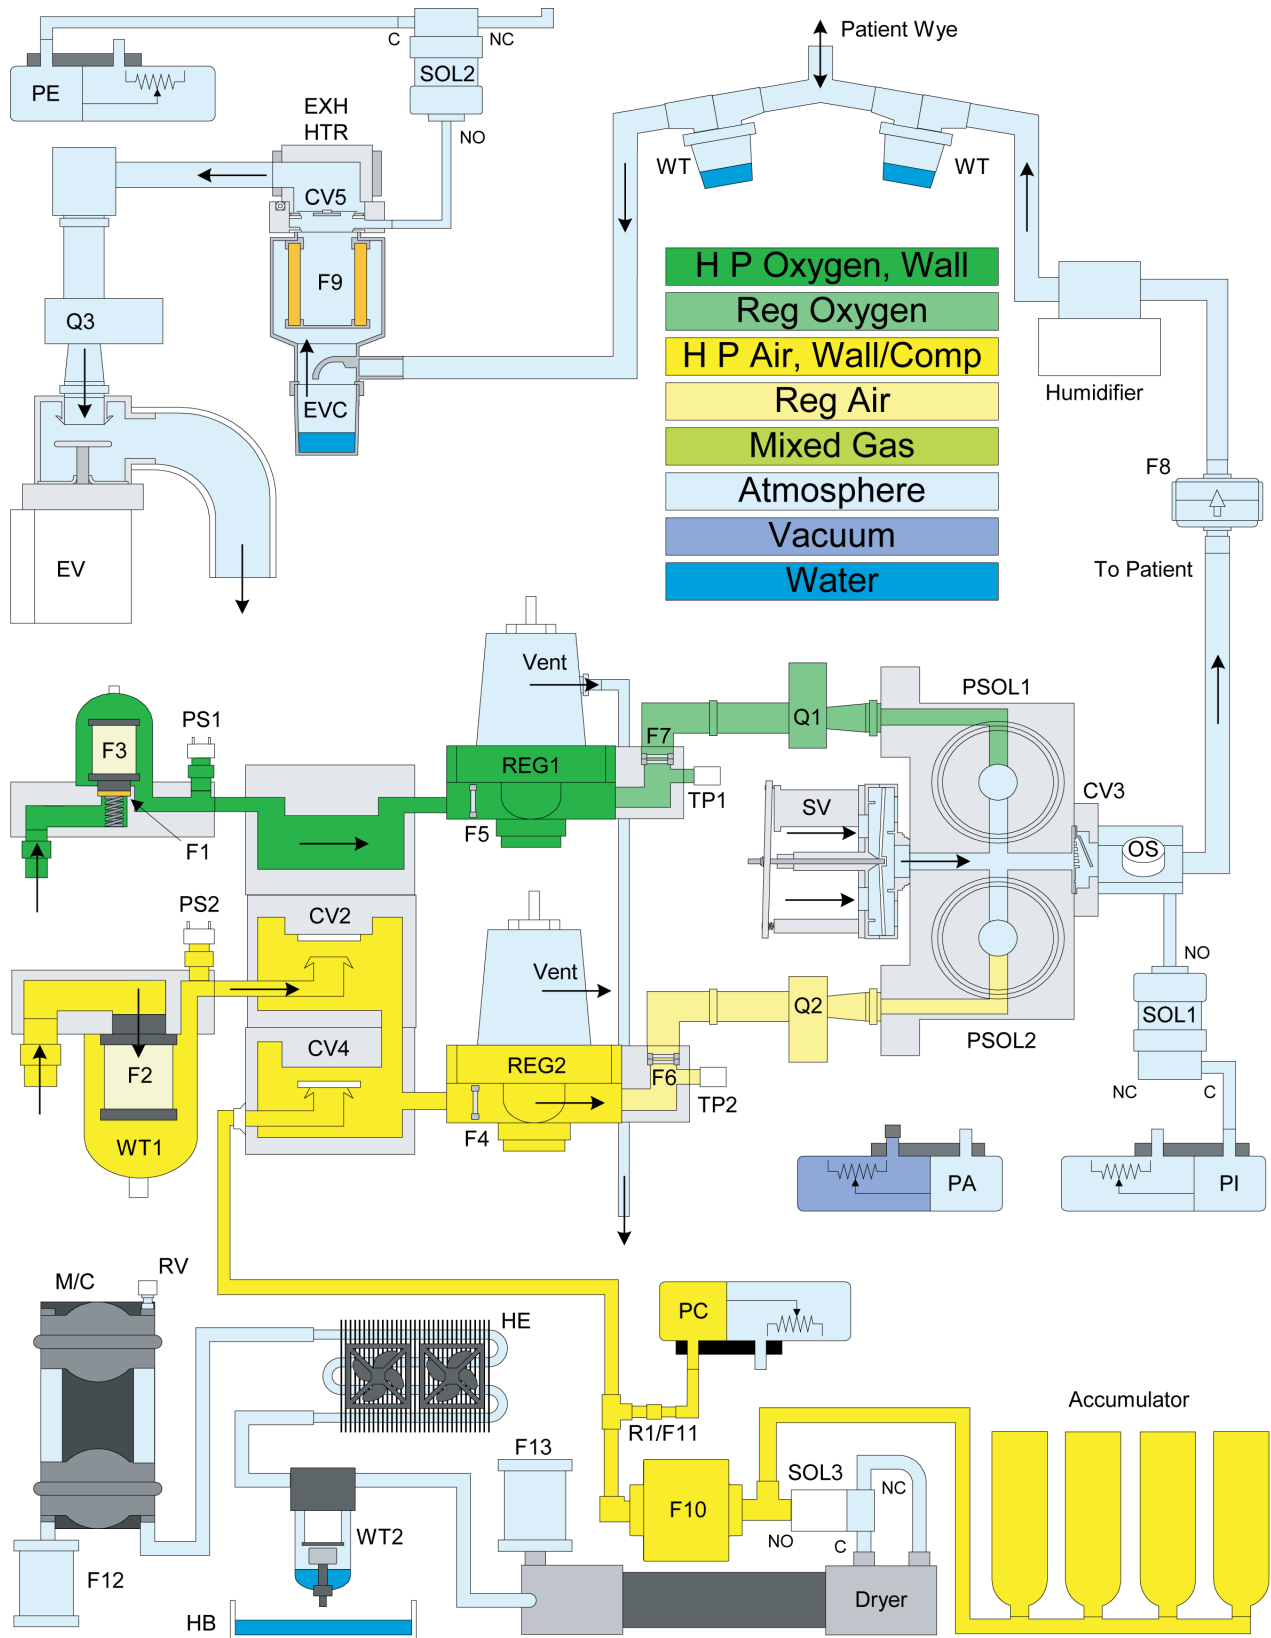 C
NC
SOL2
PE
NO
EXH
HTR
CV5
F9
Q3
EVC
EV
Patient Wye
WT
WT
H P Oxygen, Wall
Reg Oxygen
H P Air, Wall/Comp
Reg Air
Mixed Gas
Atmosphere
Vacuum
Water
Humidifier
F8
To Patient
F3
PS1
F1
Vent
REG1
F5
F7
TP1
Q1
PSOL1
SV
CV3
OS
PS2
CV2
CV4
F2
WT1
Vent
REG2
F4
F6
TP2
Q2
PSOL2
NO
SOL1
NC
C
PA
PI
M/C
RV
HE
PC
R1/F11
F13
F10
SOL3
NC
NO
C
Accumulator
WT2
F12
HB
Dryer